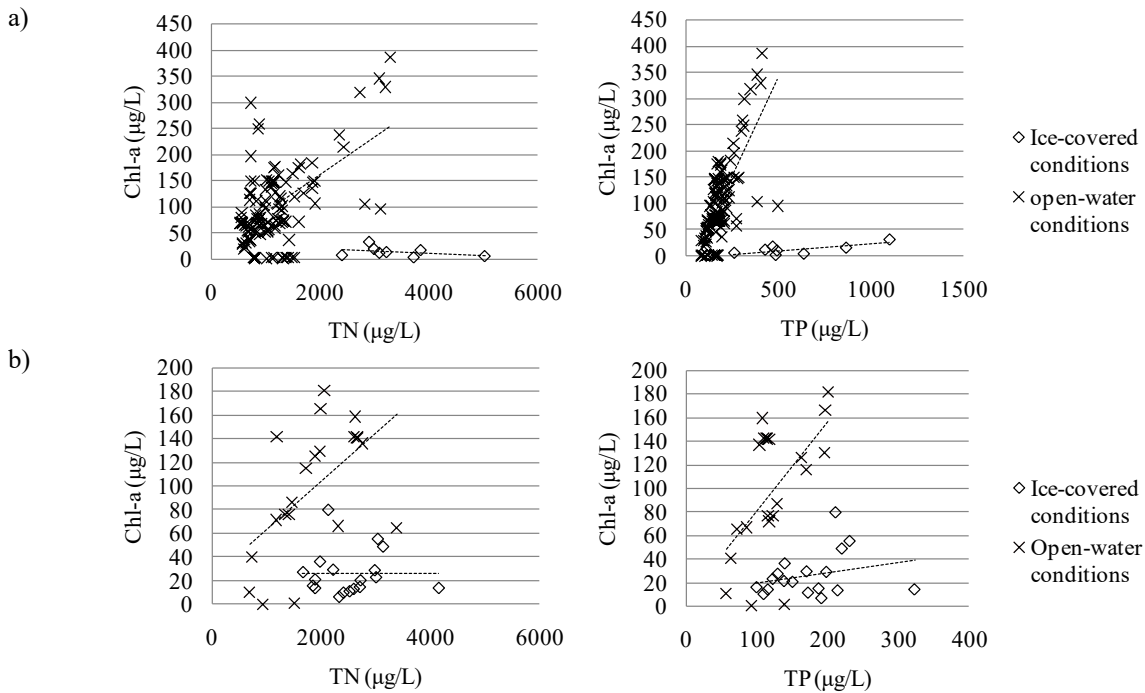 a)
450
400
350
300
250
200
150
100
50
0
Chl-a (μg/L)
0 2000 4000 6000
TN (μg/L)
450
400
350
300
250
200
150
100
50
0
Chl-a (μg/L)
0 500 1000 1500
TP (μg/L)
Ice-covered
conditions
open-water
conditions
b)
200
180
160
140
120
100
80
60
40
20
0
Chl-a (μg/L)
0 2000 4000 6000
TN (μg/L)
200
180
160
140
120
100
80
60
40
20
0
Chl-a (μg/L)
0 100 200 300 400
TP (μg/L)
Ice-covered
conditions
Open-water
conditions